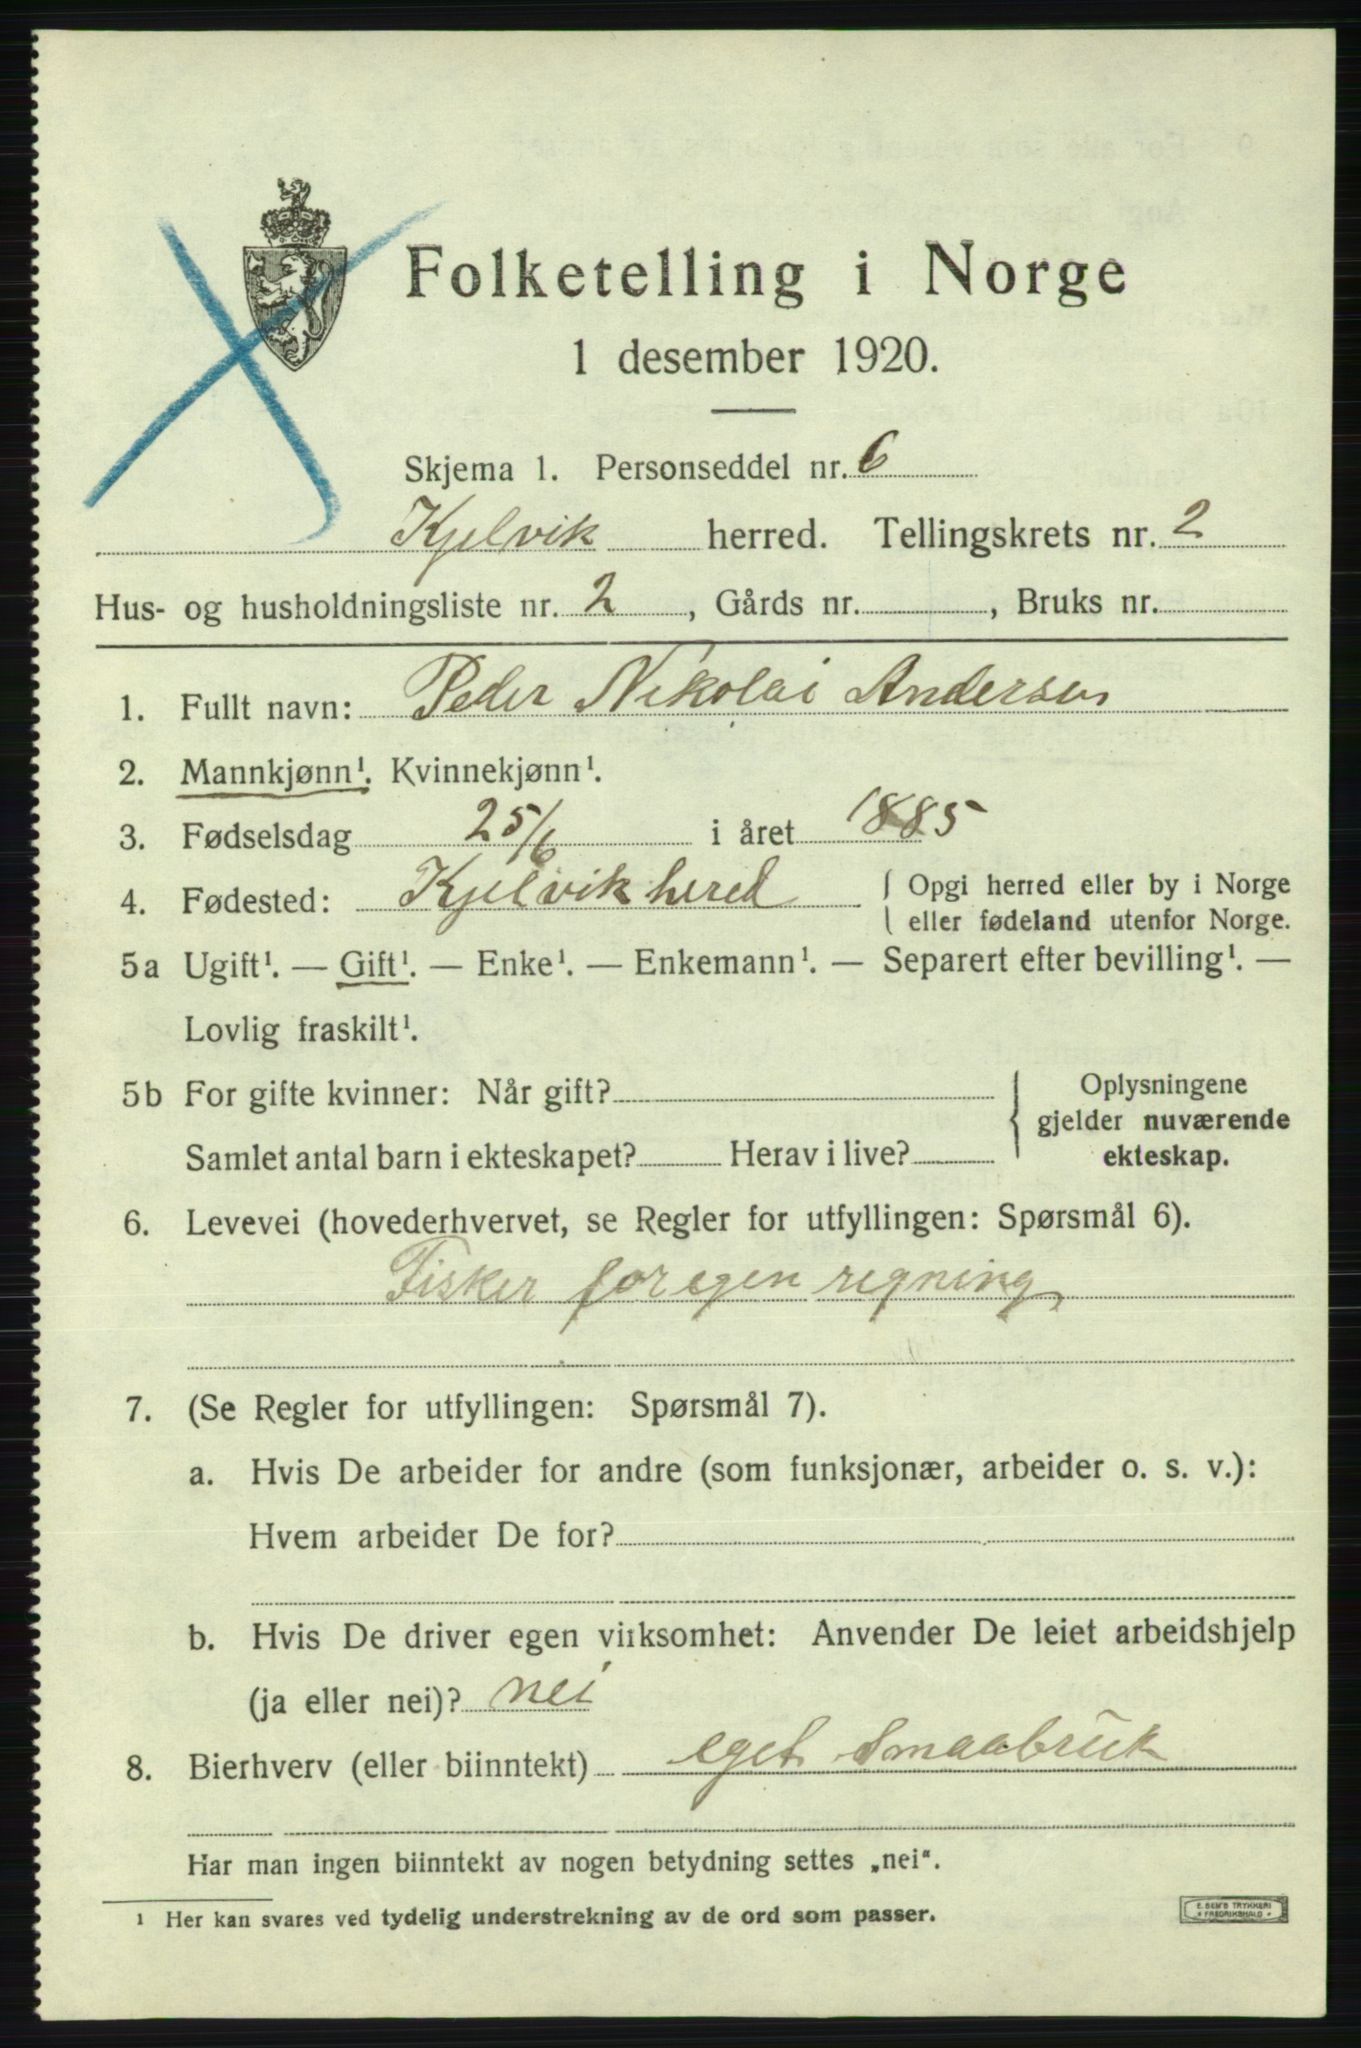 Folketelling i Norge
1 desember 1920.
Skjema 1. Personseddel nr. 6
Kjelvik herred. Tellingskrets nr. 2
Hus- og husholdningsliste nr. 2, Gårds nr. , Bruks nr.
1. Fullt navn: Peder Nikolai Andersen
2. Mannkjønn¹. Kvinnekjønn¹.
3. Fødselsdag 25/6 i året 1885
4. Fødested: Kjelvik hered { Opgi herred eller by i Norge
eller fødeland utenfor Norge.
5a Ugift¹. — Gift¹. — Enke¹. — Enkemann¹. — Separert efter bevilling¹. —
Lovlig fraskilt¹.
5b For gifte kvinner: Når gift?
Samlet antal barn i ekteskapet? Herav i live?
Oplysningene
gjelder nuværende
ekteskap.
6. Levevei (hovederhvervet, se Regler for utfyllingen: Spørsmål 6).
Fisker for egen regning
7. (Se Regler for utfyllingen: Spørsmål 7).
a. Hvis De arbeider for andre (som funksjonær, arbeider o. s. v.):
Hvem arbeider De for?
b. Hvis De driver egen virksomhet: Anvender De leiet arbeidshjelp
(ja eller nei)? nei
8. Bierhverv (eller biinntekt) eget Smaabruk
Har man ingen biinntekt av nogen betydning settes „nei“.
¹ Her kan svares ved tydelig understrekning av de ord som passer.
E. SEM'S TRYKKERI
FREDRIKSHALD